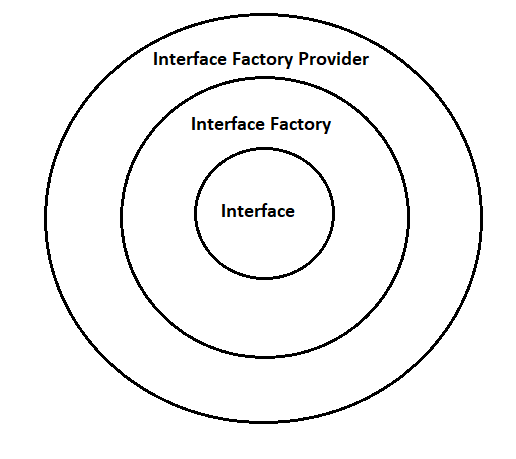 Interface Factory Provider
Interface Factory
Interface